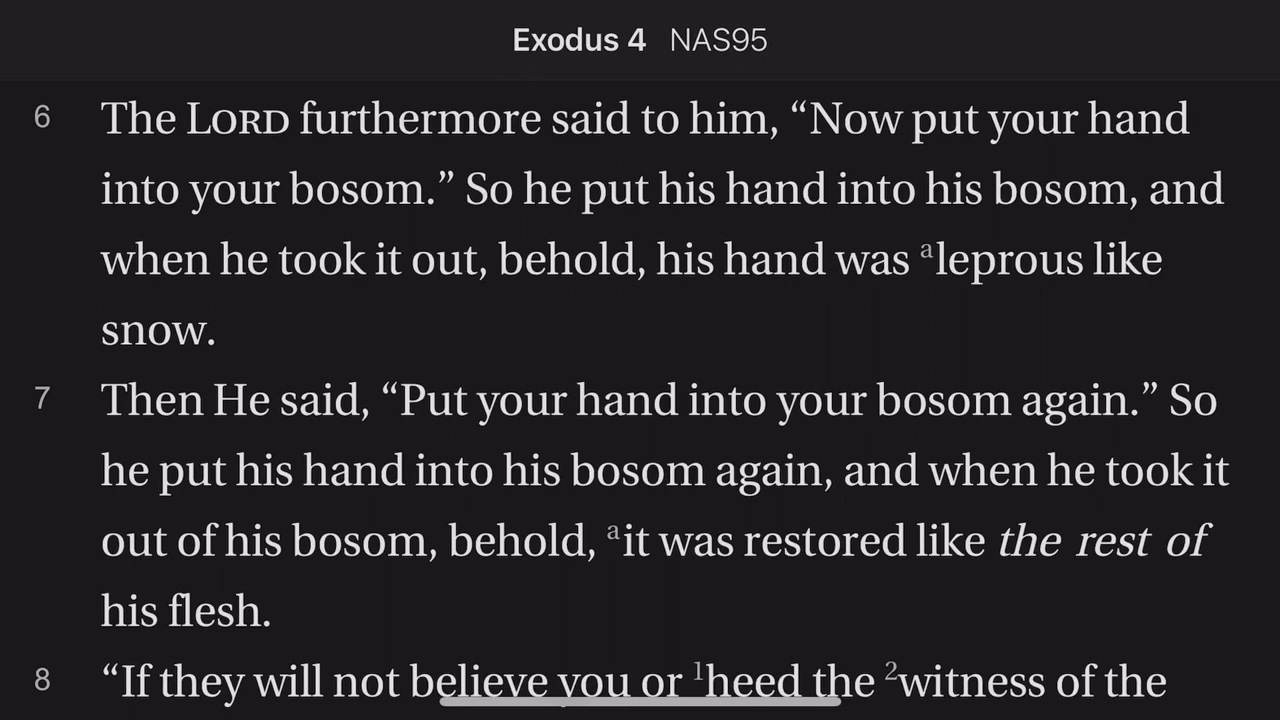 Exodus 4 NAS95
6 The LORD furthermore said to him, “Now put your hand
into your bosom.” So he put his hand into his bosom, and
when he took it out, behold, his hand was ᵃleprous like
snow.
7 Then He said, “Put your hand into your bosom again.” So
he put his hand into his bosom again, and when he took it
out of his bosom, behold, ᵃit was restored like the rest of
his flesh.
8 “If they will not believe you or ¹heed the ²witness of the